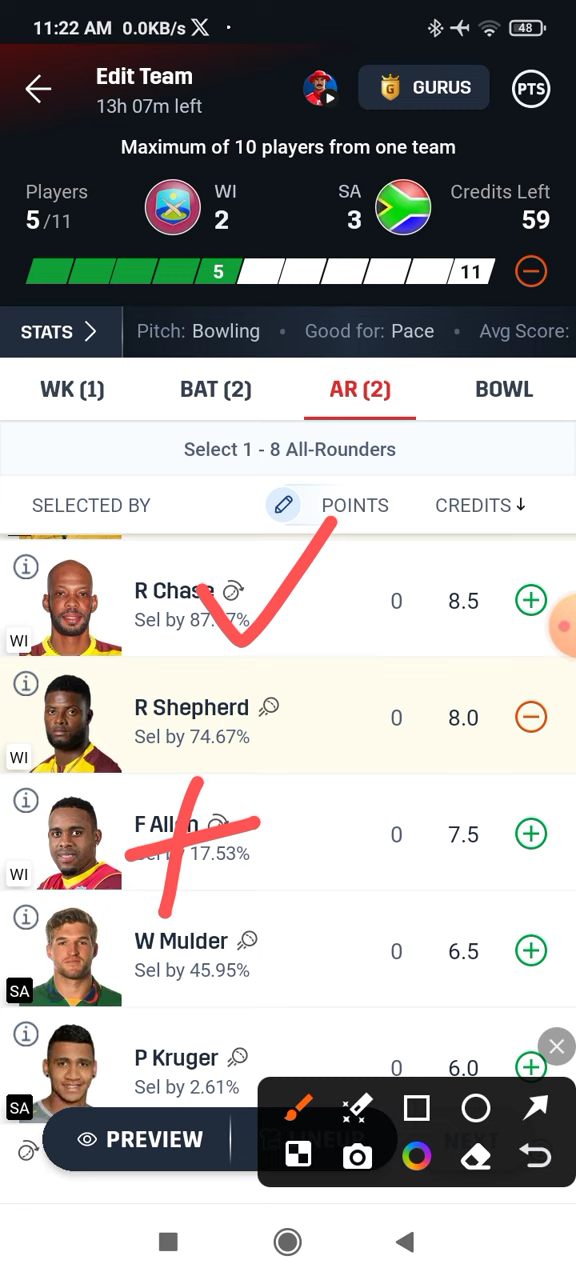 11:22 AM 0.0KB/s X ·
48
Edit Team
13h 07m left
G GURUS
PTS
Maximum of 10 players from one team
Players WI SA Credits Left
5/11 2 3 59
5 11
STATS Pitch: Bowling • Good for: Pace • Avg Score:
WK (1) BAT (2) AR (2) BOWL
Select 1 - 8 All-Rounders
SELECTED BY POINTS CREDITS ↓
R Chase 0 8.5
Sel by %
WI
R Shepherd 0 8.0
Sel by 74.67%
WI
F Allen 0 7.5
Sel by 17.53%
WI
W Mulder 0 6.5
Sel by 45.95%
SA
P Kruger 0 6.0
Sel by 2.61%
SA
PREVIEW